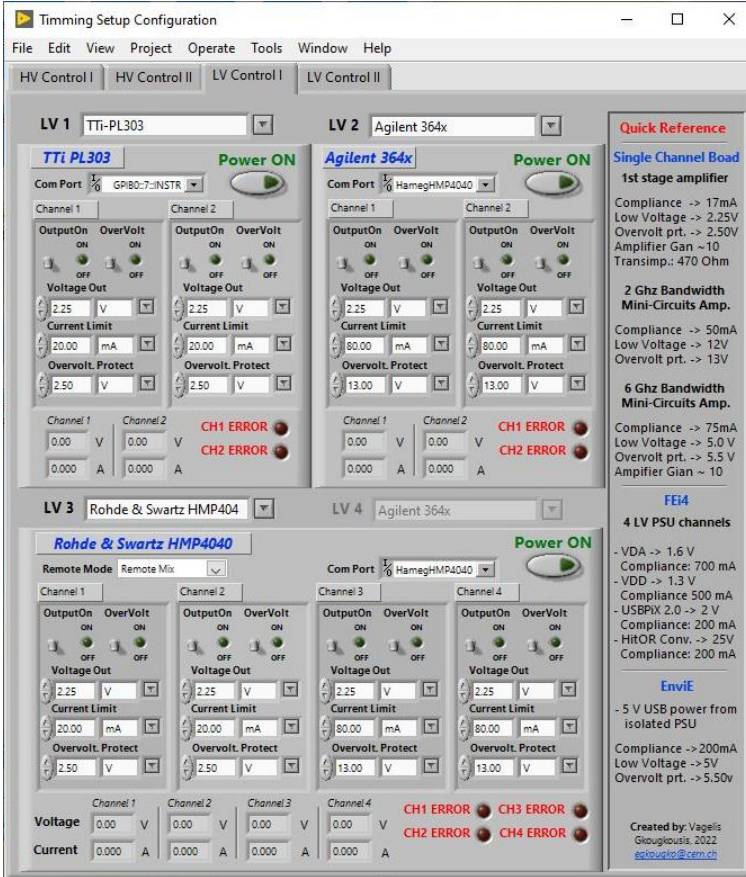 Timming Setup Configuration
File Edit View Project Operate Tools Window Help
HV Control I HV Control II LV Control I LV Control II
LV 1 TTi-PL303
TTi PL303 Power ON
Com Port GPIB0::7::INSTR
Channel 1 Channel 2
OutputOn OverVolt OutputOn OverVolt
ON ON ON ON
OFF OFF OFF OFF
Voltage Out Voltage Out
2.25 V 2.25 V
Current Limit Current Limit
20.00 mA 20.00 mA
Overvolt. Protect Overvolt. Protect
2.50 V 2.50 V
Channel 1 Channel 2
0.00 V 0.00 V CH1 ERROR
0.000 A 0.000 A CH2 ERROR
LV 2 Agilent 364x
Agilent 364x Power ON
Com Port HamegHMP4040
Channel 1 Channel 2
OutputOn OverVolt OutputOn OverVolt
ON ON ON ON
OFF OFF OFF OFF
Voltage Out Voltage Out
2.25 V 2.25 V
Current Limit Current Limit
80.00 mA 80.00 mA
Overvolt. Protect Overvolt. Protect
13.00 V 13.00 V
Channel 1 Channel 2
0.00 V 0.00 V CH1 ERROR
0.000 A 0.000 A CH2 ERROR
LV 3 Rohde & Swartz HMP404
LV 4 Agilent 364x
Rohde & Swartz HMP4040 Power ON
Remote Mode Remote Mix Com Port HamegHMP4040
Channel 1 Channel 2 Channel 3 Channel 4
OutputOn OverVolt OutputOn OverVolt OutputOn OverVolt OutputOn OverVolt
ON ON ON ON ON ON ON ON
OFF OFF OFF OFF OFF OFF OFF OFF
Voltage Out Voltage Out Voltage Out Voltage Out
2.25 V 2.25 V 2.25 V 2.25 V
Current Limit Current Limit Current Limit Current Limit
20.00 mA 20.00 mA 80.00 mA 80.00 mA
Overvolt. Protect Overvolt. Protect Overvolt. Protect Overvolt. Protect
2.50 V 2.50 V 13.00 V 13.00 V
Channel 1 Channel 2 Channel 3 Channel 4
Voltage 0.00 V 0.00 V 0.00 V 0.00 V CH1 ERROR CH3 ERROR
Current 0.000 A 0.000 A 0.000 A 0.000 A CH2 ERROR CH4 ERROR
Quick Reference
Single Channel Boad
1st stage amplifier
Compliance -> 17mA
Low Voltage -> 2.25V
Overvolt prt. -> 2.50V
Amplifier Gan ~10
Transimp.: 470 Ohm
2 Ghz Bandwidth
Mini-Circuits Amp.
Compliance -> 50mA
Low Voltage -> 12V
Overvolt prt. -> 13V
6 Ghz Bandwidth
Mini-Circuits Amp.
Compliance -> 75mA
Low Voltage -> 5.0 V
Overvolt prt. -> 5.5 V
Ampifier Gian ~ 10
FEi4
4 LV PSU channels
- VDA -> 1.6 V
Compliance: 700 mA
- VDD -> 1.3 V
Compliance 500 mA
- USBPiX 2.0 -> 2 V
Compliance: 200 mA
- HitOR Conv. -> 25V
Compliance: 200 mA
EnviE
- 5 V USB power from
isolated PSU
Compliance ->200mA
Low Voltage ->5V
Overvolt prt. ->5.50v
Created by: Vagelis
Gkougkousis, 2022
egkougko@cern.ch